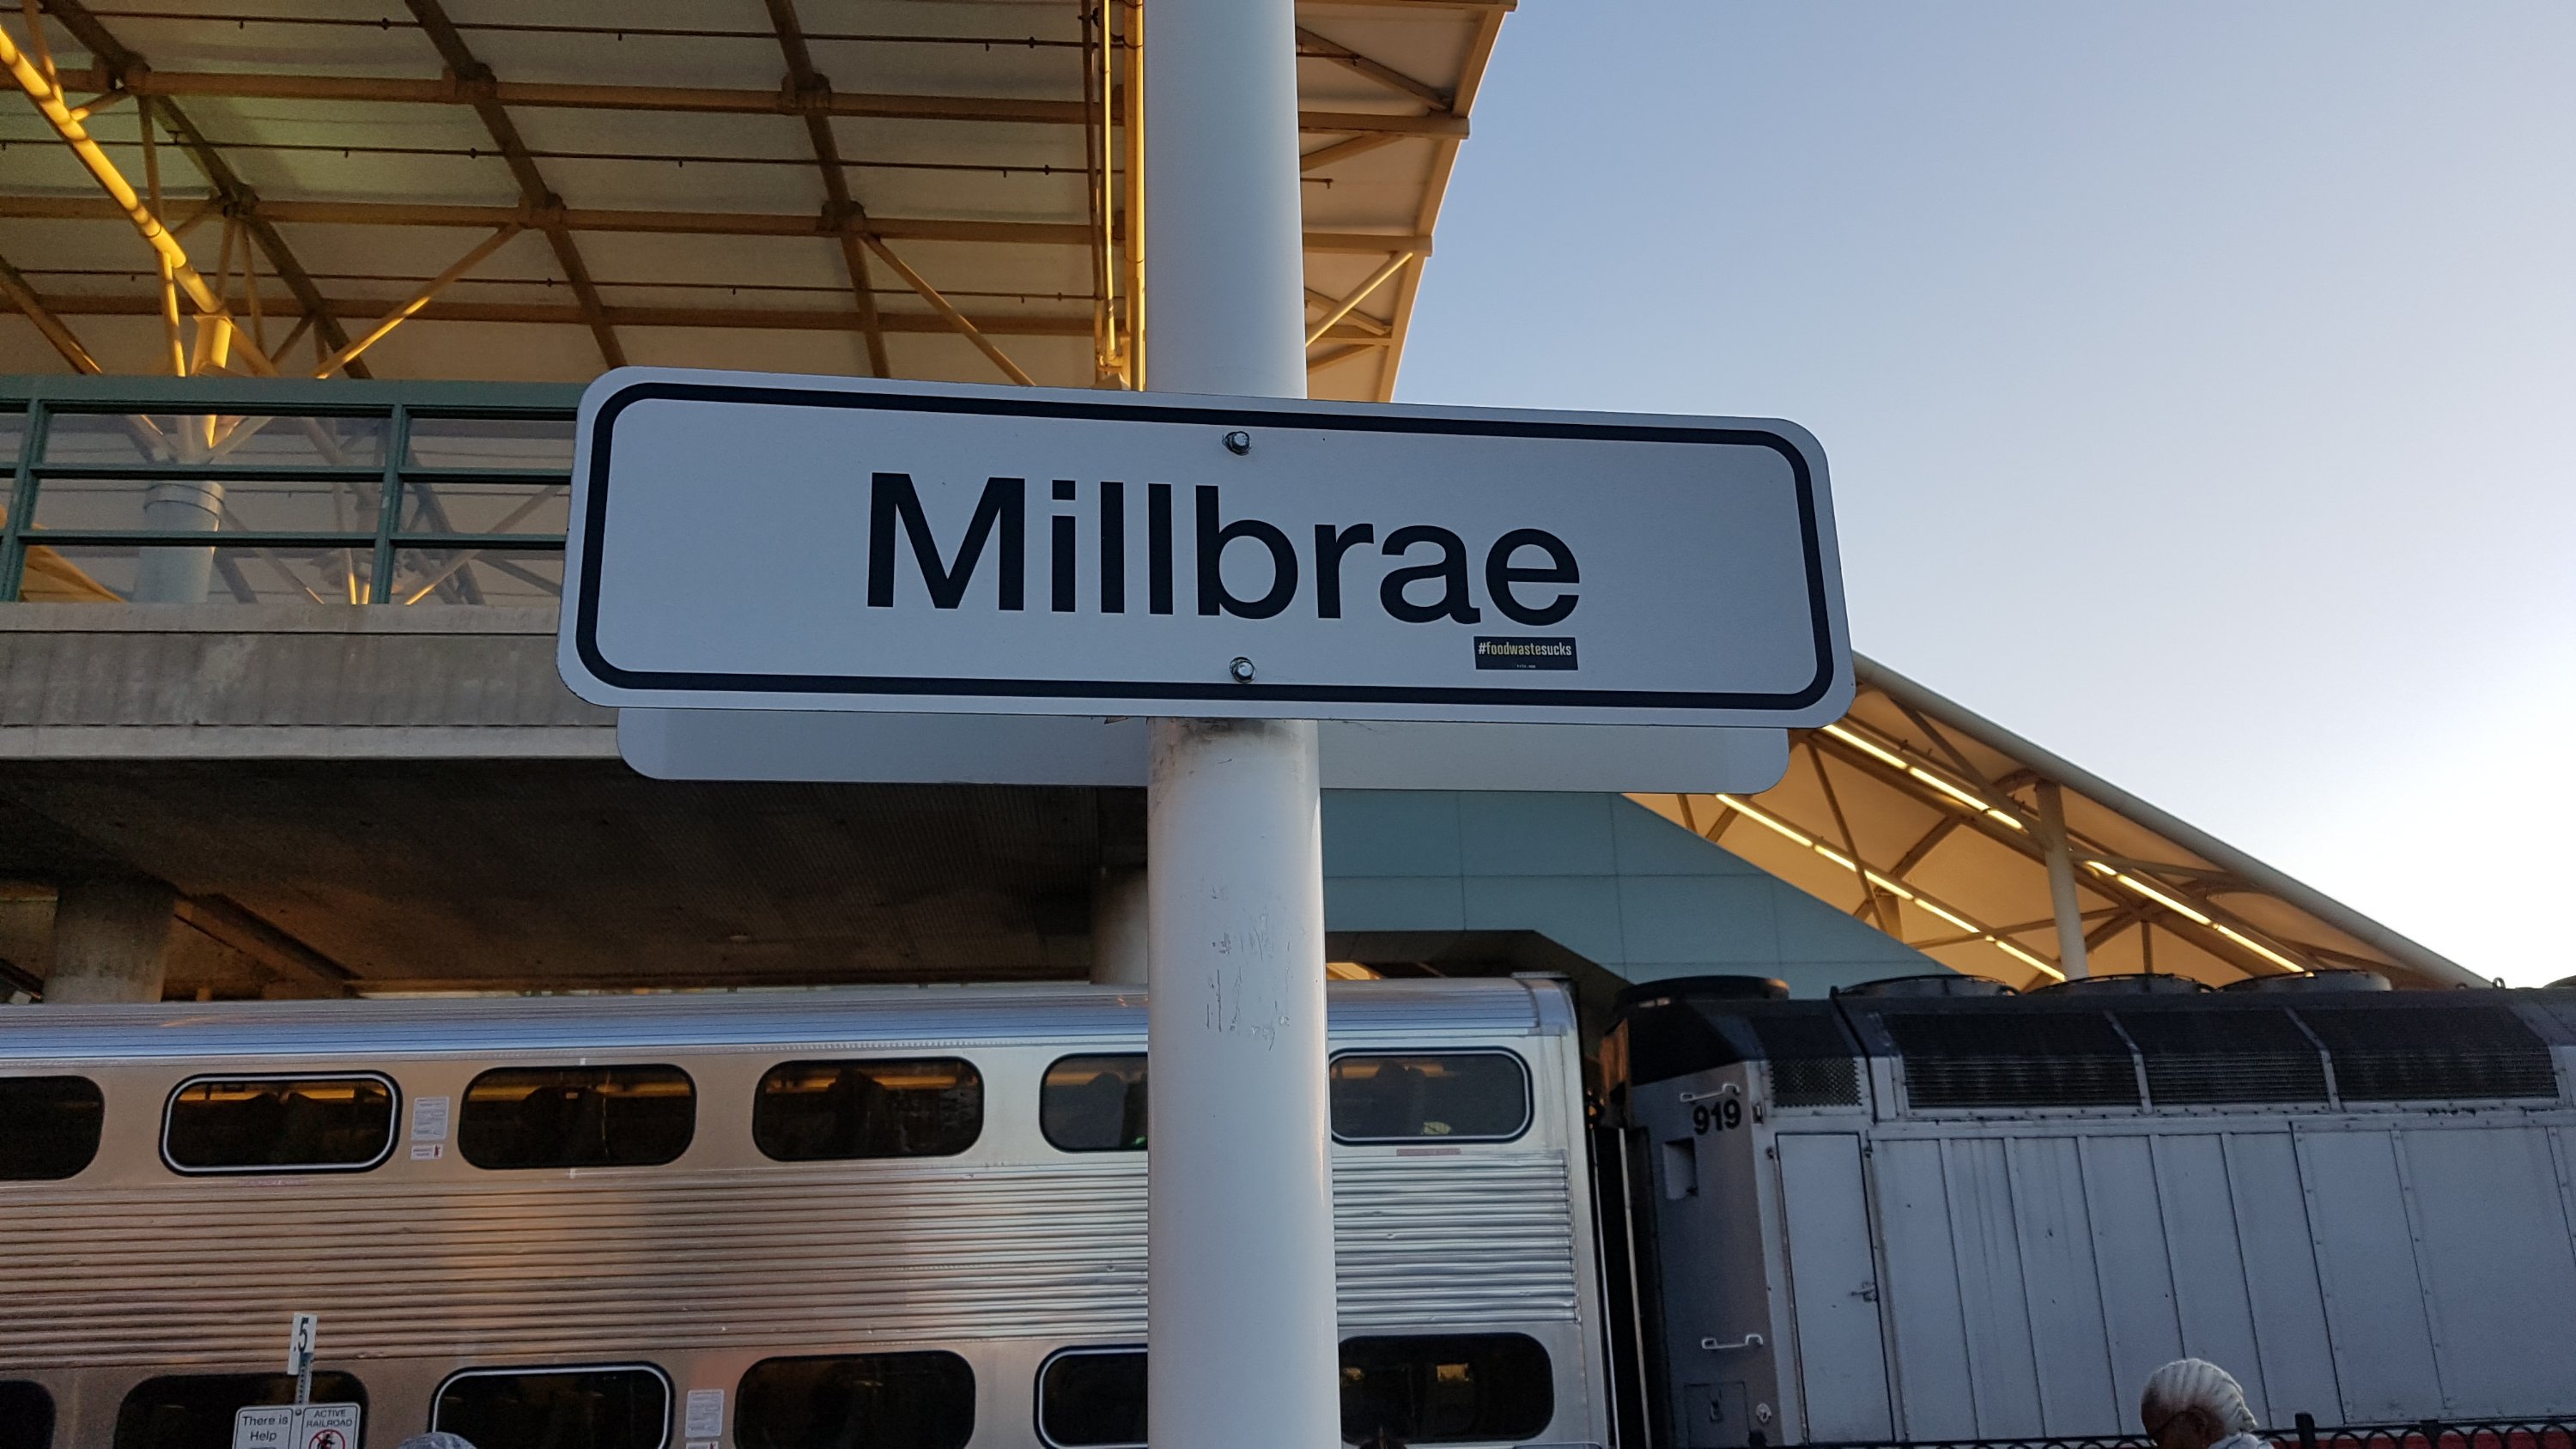 Millbrae
#foodwastesucks
919
.5
There is
Help
ACTIVE
RAILROAD